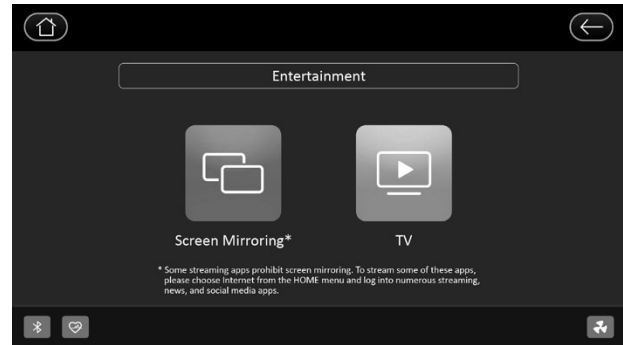 Entertainment
Screen Mirroring* TV
* Some streaming apps prohibit screen mirroring. To stream some of these apps,
please choose Internet from the HOME menu and log into numerous streaming,
news, and social media apps.